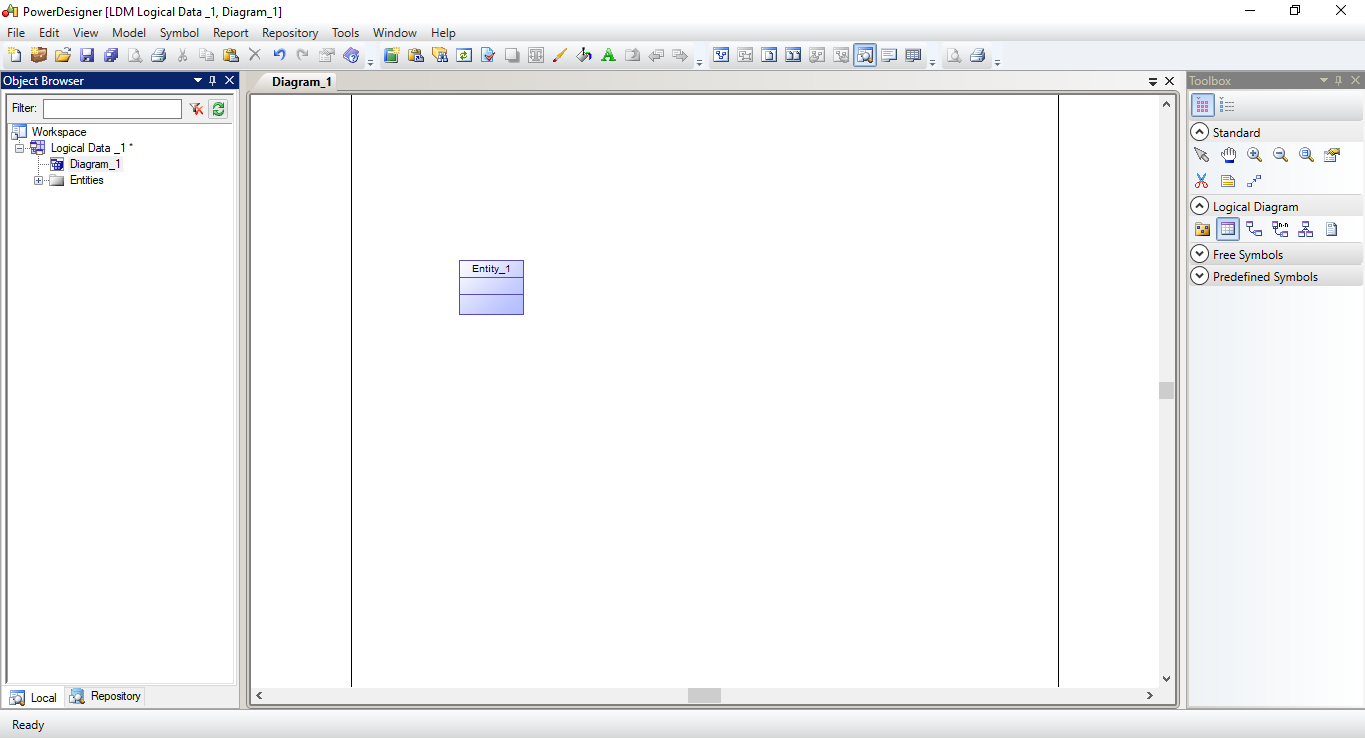 PowerDesigner [LDM Logical Data _1, Diagram_1]
File Edit View Model Symbol Report Repository Tools Window Help
Object Browser
Filter:
Workspace
Logical Data _1 *
Diagram_1
Entities
Local
Repository
Diagram_1
Entity_1
Toolbox
Standard
Logical Diagram
Free Symbols
Predefined Symbols
Ready